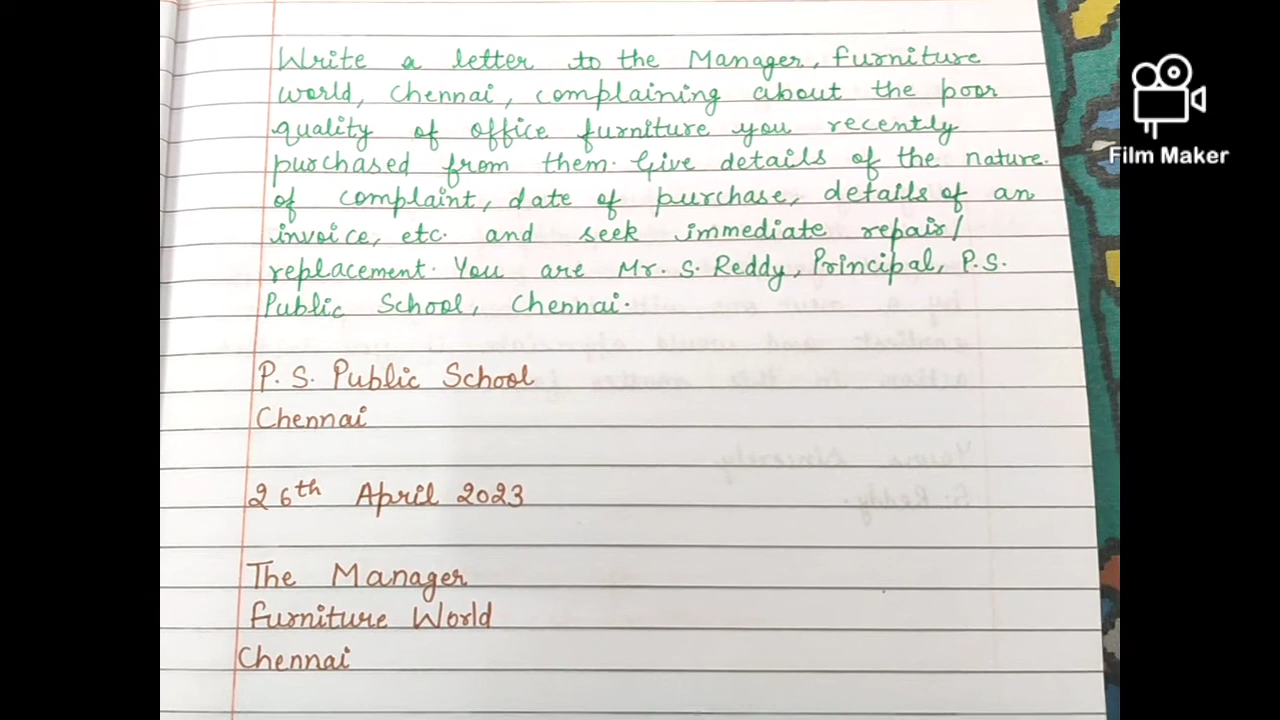 Write a letter to the Manager, Furniture
World, Chennai, complaining about the poor
quality of office furniture you recently
purchased from them. Give details of the nature
of complaint, date of purchase, details of an
invoice, etc. and seek immediate repair/
replacement. You are Mr. S. Reddy, Principal, P.S.
Public School, Chennai.
P. S. Public School
Chennai
26th April 2023
The Manager
Furniture World
Chennai
Film Maker